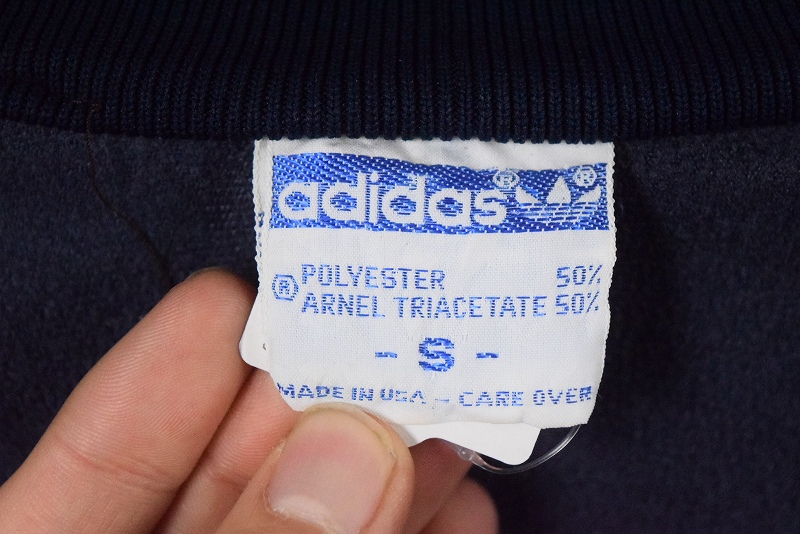 adidas® ®
POLYESTER 50%
® ARNEL TRIACETATE 50%
- S -
MADE IN USA - CARE OVER